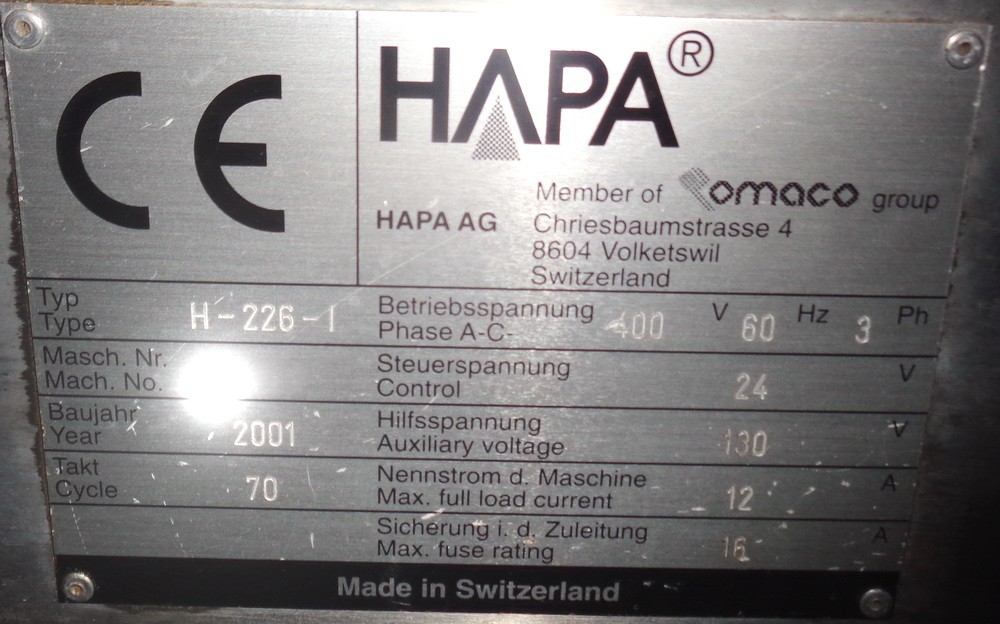 CE
HAPA®
Member of omaco group
HAPA AG Chriesbaumstrasse 4
8604 Volketswil
Switzerland
Typ
Type H-226-I
Betriebsspannung
Phase A-C- 400 V 60 Hz 3 Ph
Masch. Nr.
Mach. No.
Steuerspannung
Control 24 V
Baujahr
Year 2001
Hilfsspannung
Auxiliary voltage 130 V
Takt
Cycle 70
Nennstrom d. Maschine
Max. full load current 12 A
Sicherung i. d. Zuleitung
Max. fuse rating 16 A
Made in Switzerland